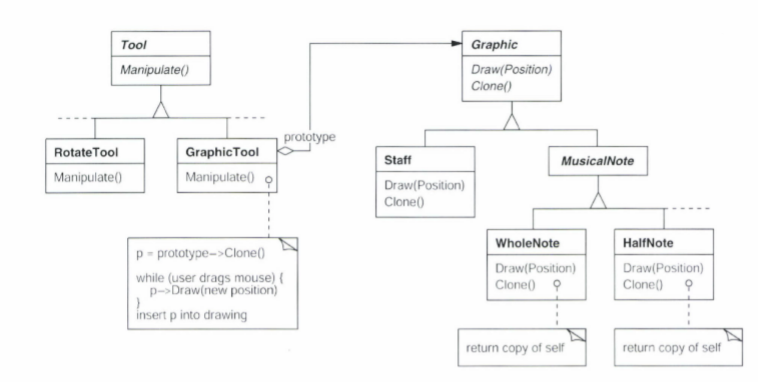 Tool
Manipulate()
Graphic
Draw(Position)
Clone()
prototype
RotateTool
Manipulate()
GraphicTool
Manipulate()
Staff
Draw(Position)
Clone()
MusicalNote
p = prototype–>Clone()
while (user drags mouse) {
p–>Draw(new position)
}
insert p into drawing
WholeNote
Draw(Position)
Clone()
HalfNote
Draw(Position)
Clone()
return copy of self
return copy of self